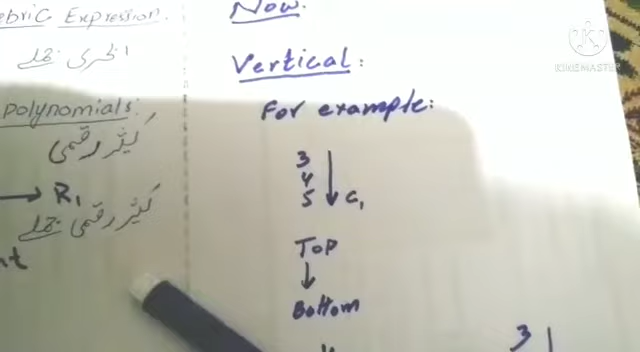 ebric Expression.
الجبری جملے
polynomials:
کثیر رقمی
→ R₁
کثیر رقمی جملے
nt
Now.
Vertical:
For example:
3
4
5 ↓ C₁
Top
↓
Bottom
3
KINEMASTER